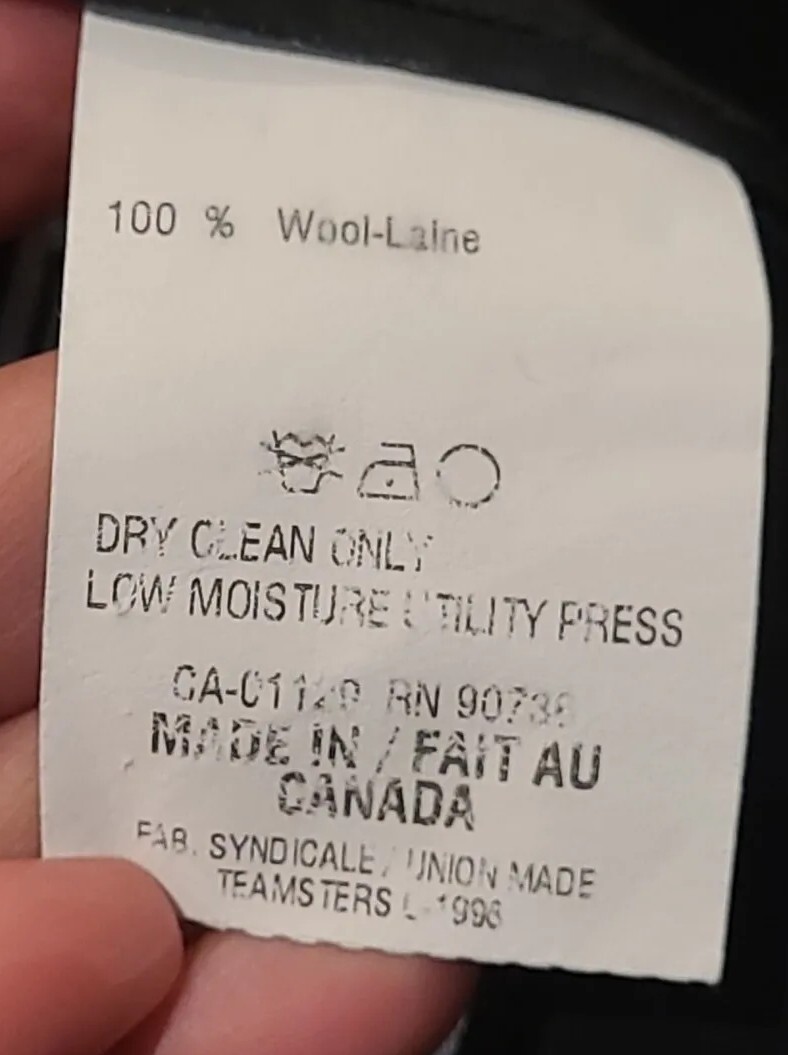 100 % Wool-Laine
DRY CLEAN ONLY
LOW MOISTURE UTILITY PRESS
RN
MADE IN / FAIT AU
CANADA
FAB. SYNDICALE / UNION MADE
TEAMSTERS